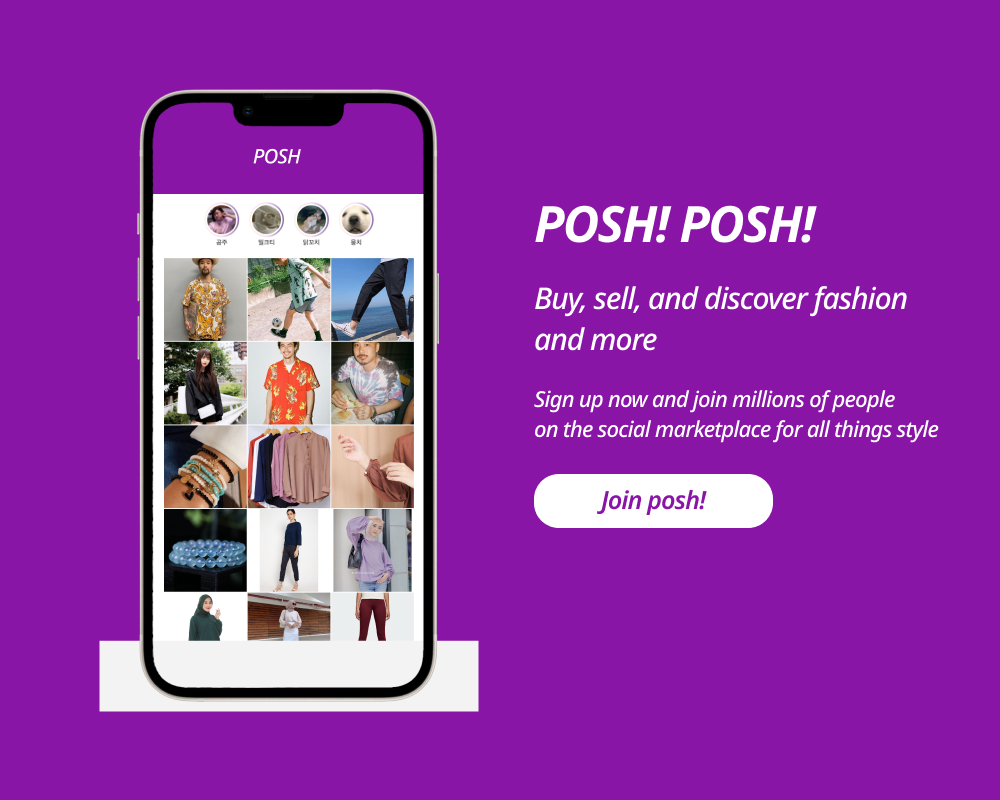 POSH
공주
밀크티
닭꼬치
뭉치
POSH! POSH!
Buy, sell, and discover fashion
and more
Sign up now and join millions of people
on the social marketplace for all things style
Join posh!